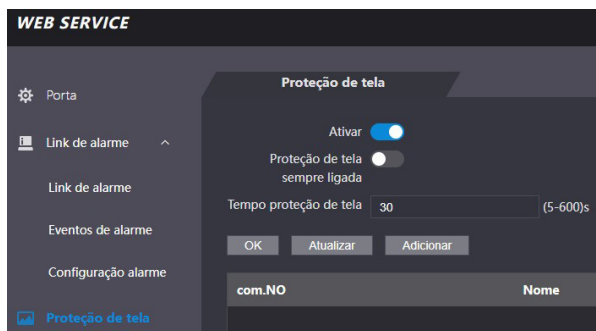 WEB SERVICE
Porta
Link de alarme
Link de alarme
Eventos de alarme
Configuração alarme
Proteção de tela
Proteção de tela
Ativar
Proteção de tela
sempre ligada
Tempo proteção de tela 30 (5-600)s
OK Atualizar Adicionar
com.NO Nome